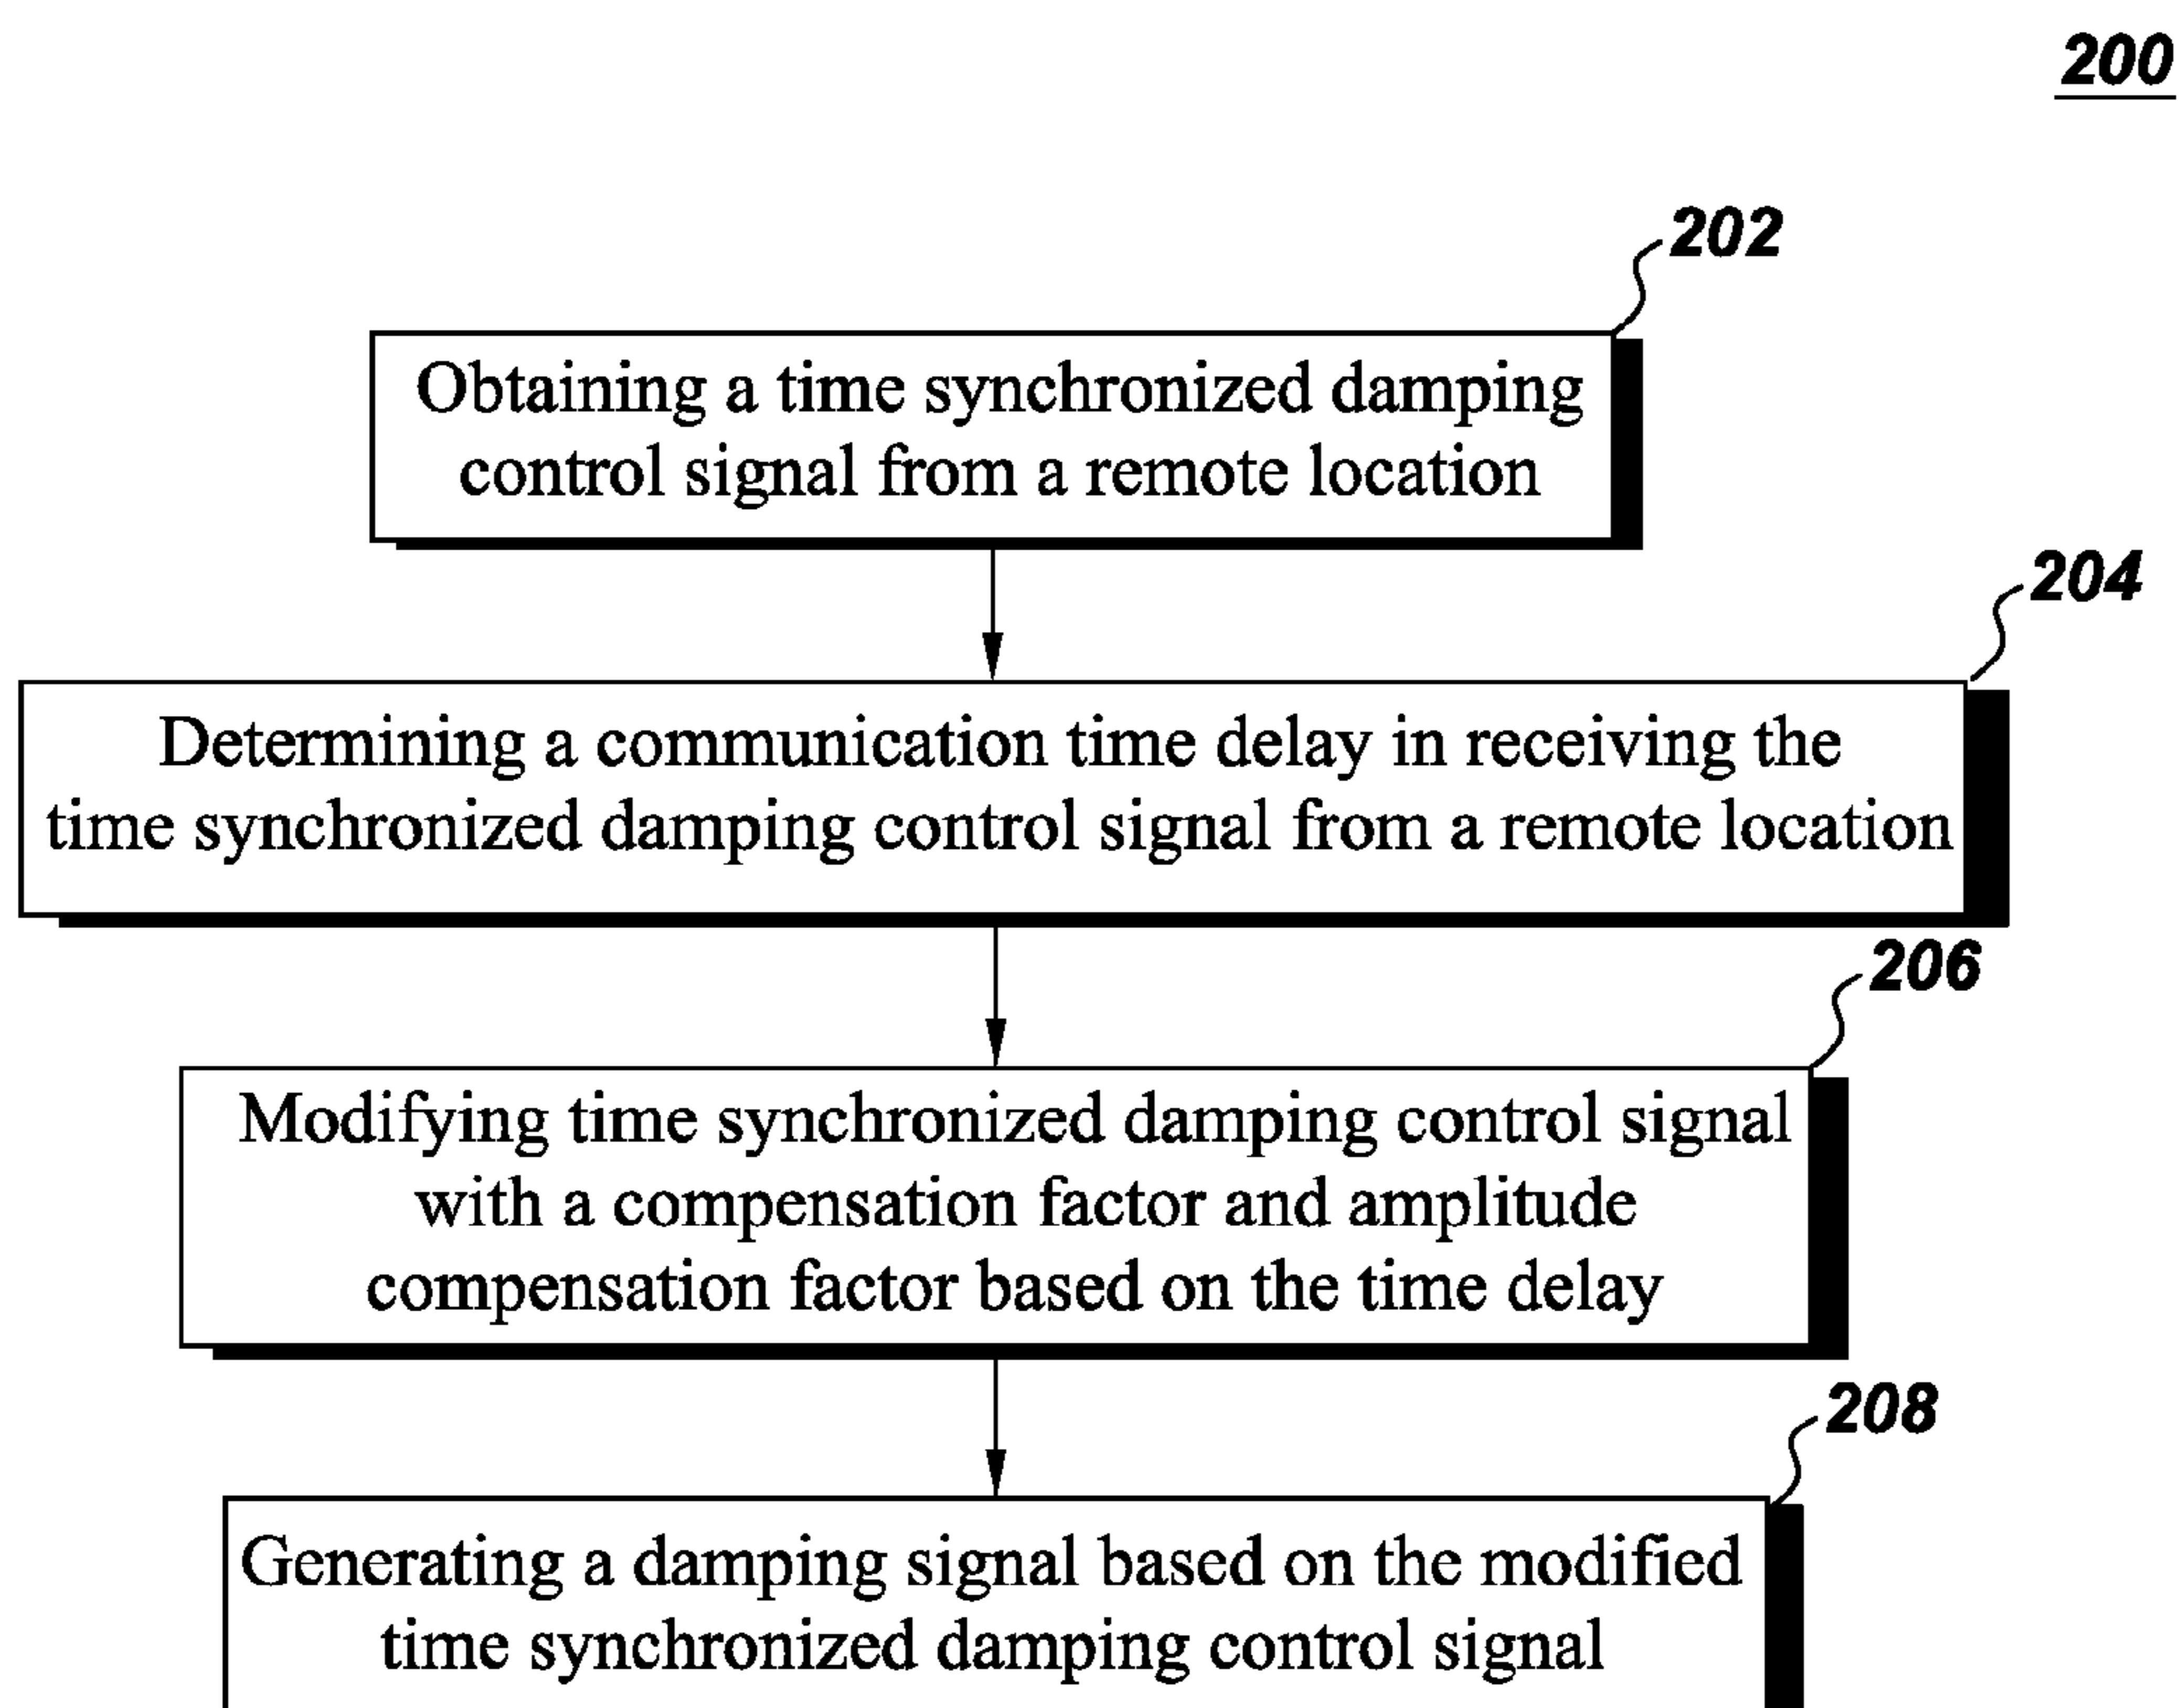 200
202
Obtaining a time synchronized damping
control signal from a remote location
204
Determining a communication time delay in receiving the
time synchronized damping control signal from a remote location
206
Modifying time synchronized damping control signal
with a compensation factor and amplitude
compensation factor based on the time delay
208
Generating a damping signal based on the modified
time synchronized damping control signal